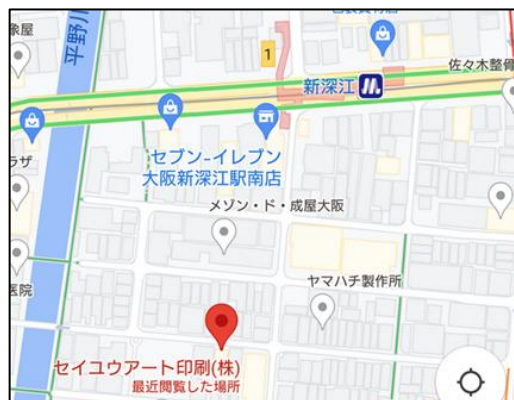 象屋
平野川
1
佐々木整骨
新深江
セブン-イレブン
大阪新深江駅南店
ラザ
メゾン・ド・成屋大阪
医院
ヤマハチ製作所
セイユウアート印刷(株)
最近閲覧した場所